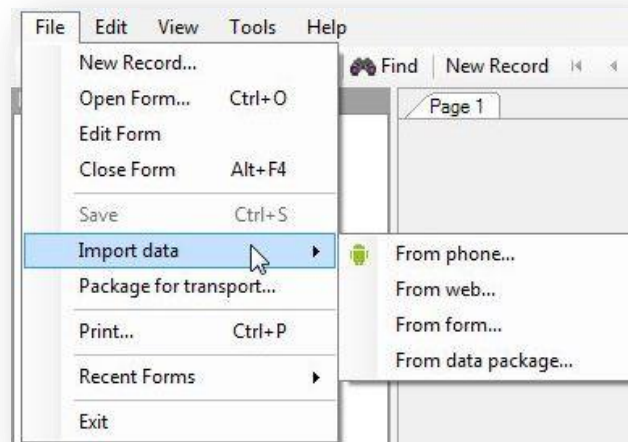 File Edit View Tools Help
New Record...
Find New Record
Open Form... Ctrl+O
Page 1
Edit Form
Close Form Alt+F4
Save Ctrl+S
Import data
From phone...
Package for transport...
From web...
Print... Ctrl+P
From form...
From data package...
Recent Forms
Exit